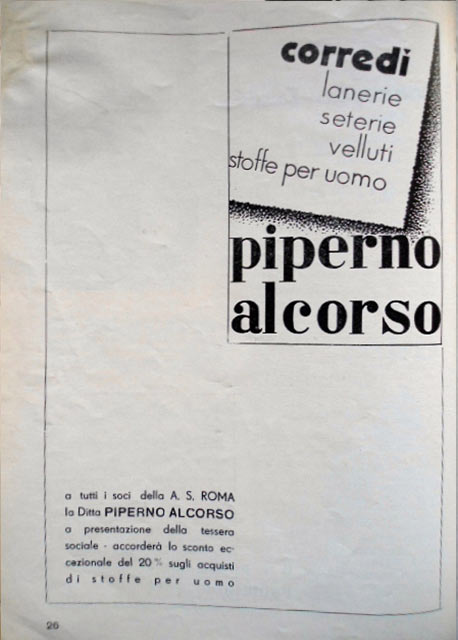 corredi
lanerie
seterie
velluti
stoffe per uomo
piperno
alcorso
a tutti i soci della A. S. ROMA
la Ditta PIPERNO ALCORSO
a presentazione della tessera
sociale - accorderà lo sconto ec-
cezionale del 20 % sugli acquisti
di stoffe per uomo
26